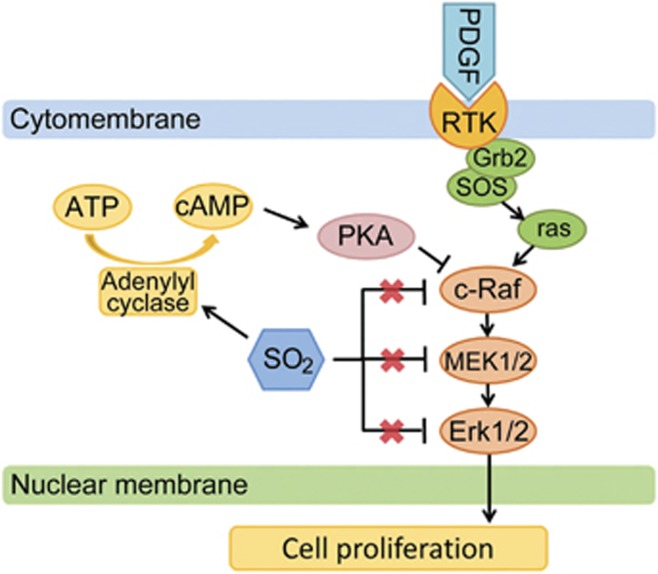 PDGF
Cytomembrane
RTK
Grb2
SOS
ATP
cAMP
PKA
ras
Adenylyl
cyclase
c-Raf
SO₂
MEK1/2
Erk1/2
Nuclear membrane
Cell proliferation